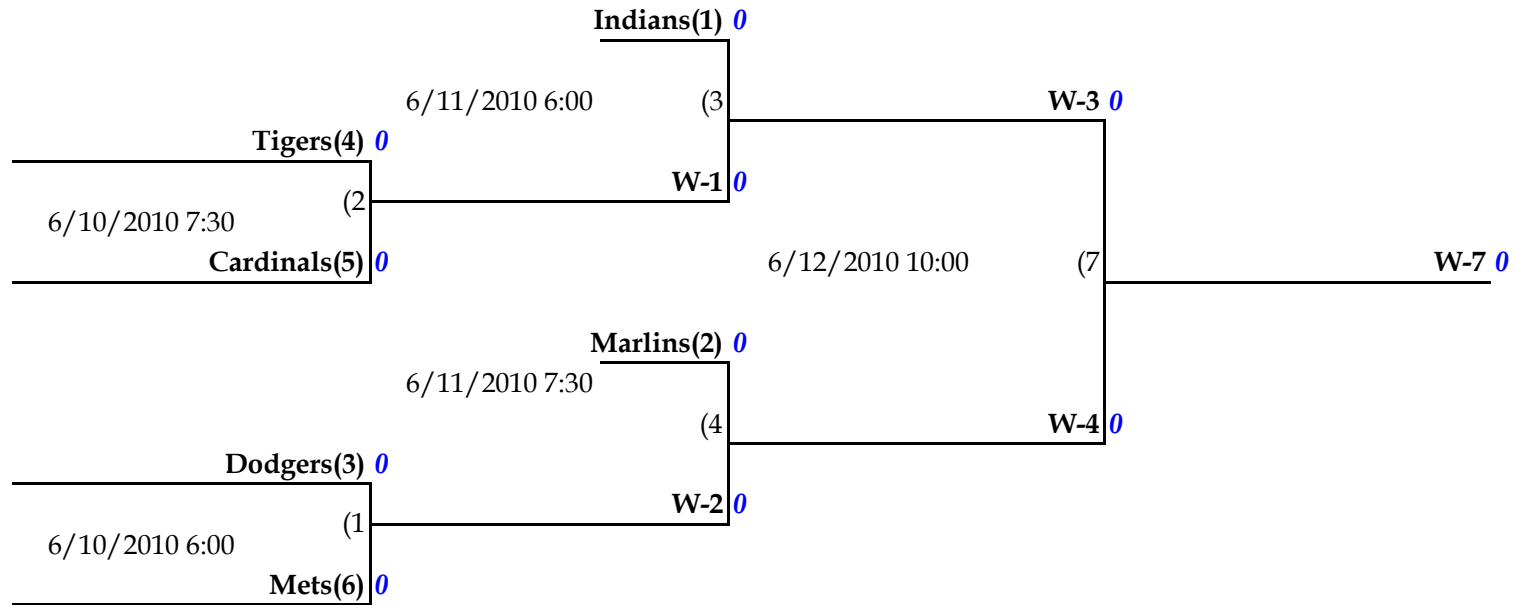 Indians(1) 0
6/11/2010 6:00 (3 W-3 0
Tigers(4) 0
W-1 0
(2
6/10/2010 7:30
Cardinals(5) 0
6/12/2010 10:00 (7 W-7 0
Marlins(2) 0
6/11/2010 7:30
(4 W-4 0
Dodgers(3) 0
W-2 0
(1
6/10/2010 6:00
Mets(6) 0